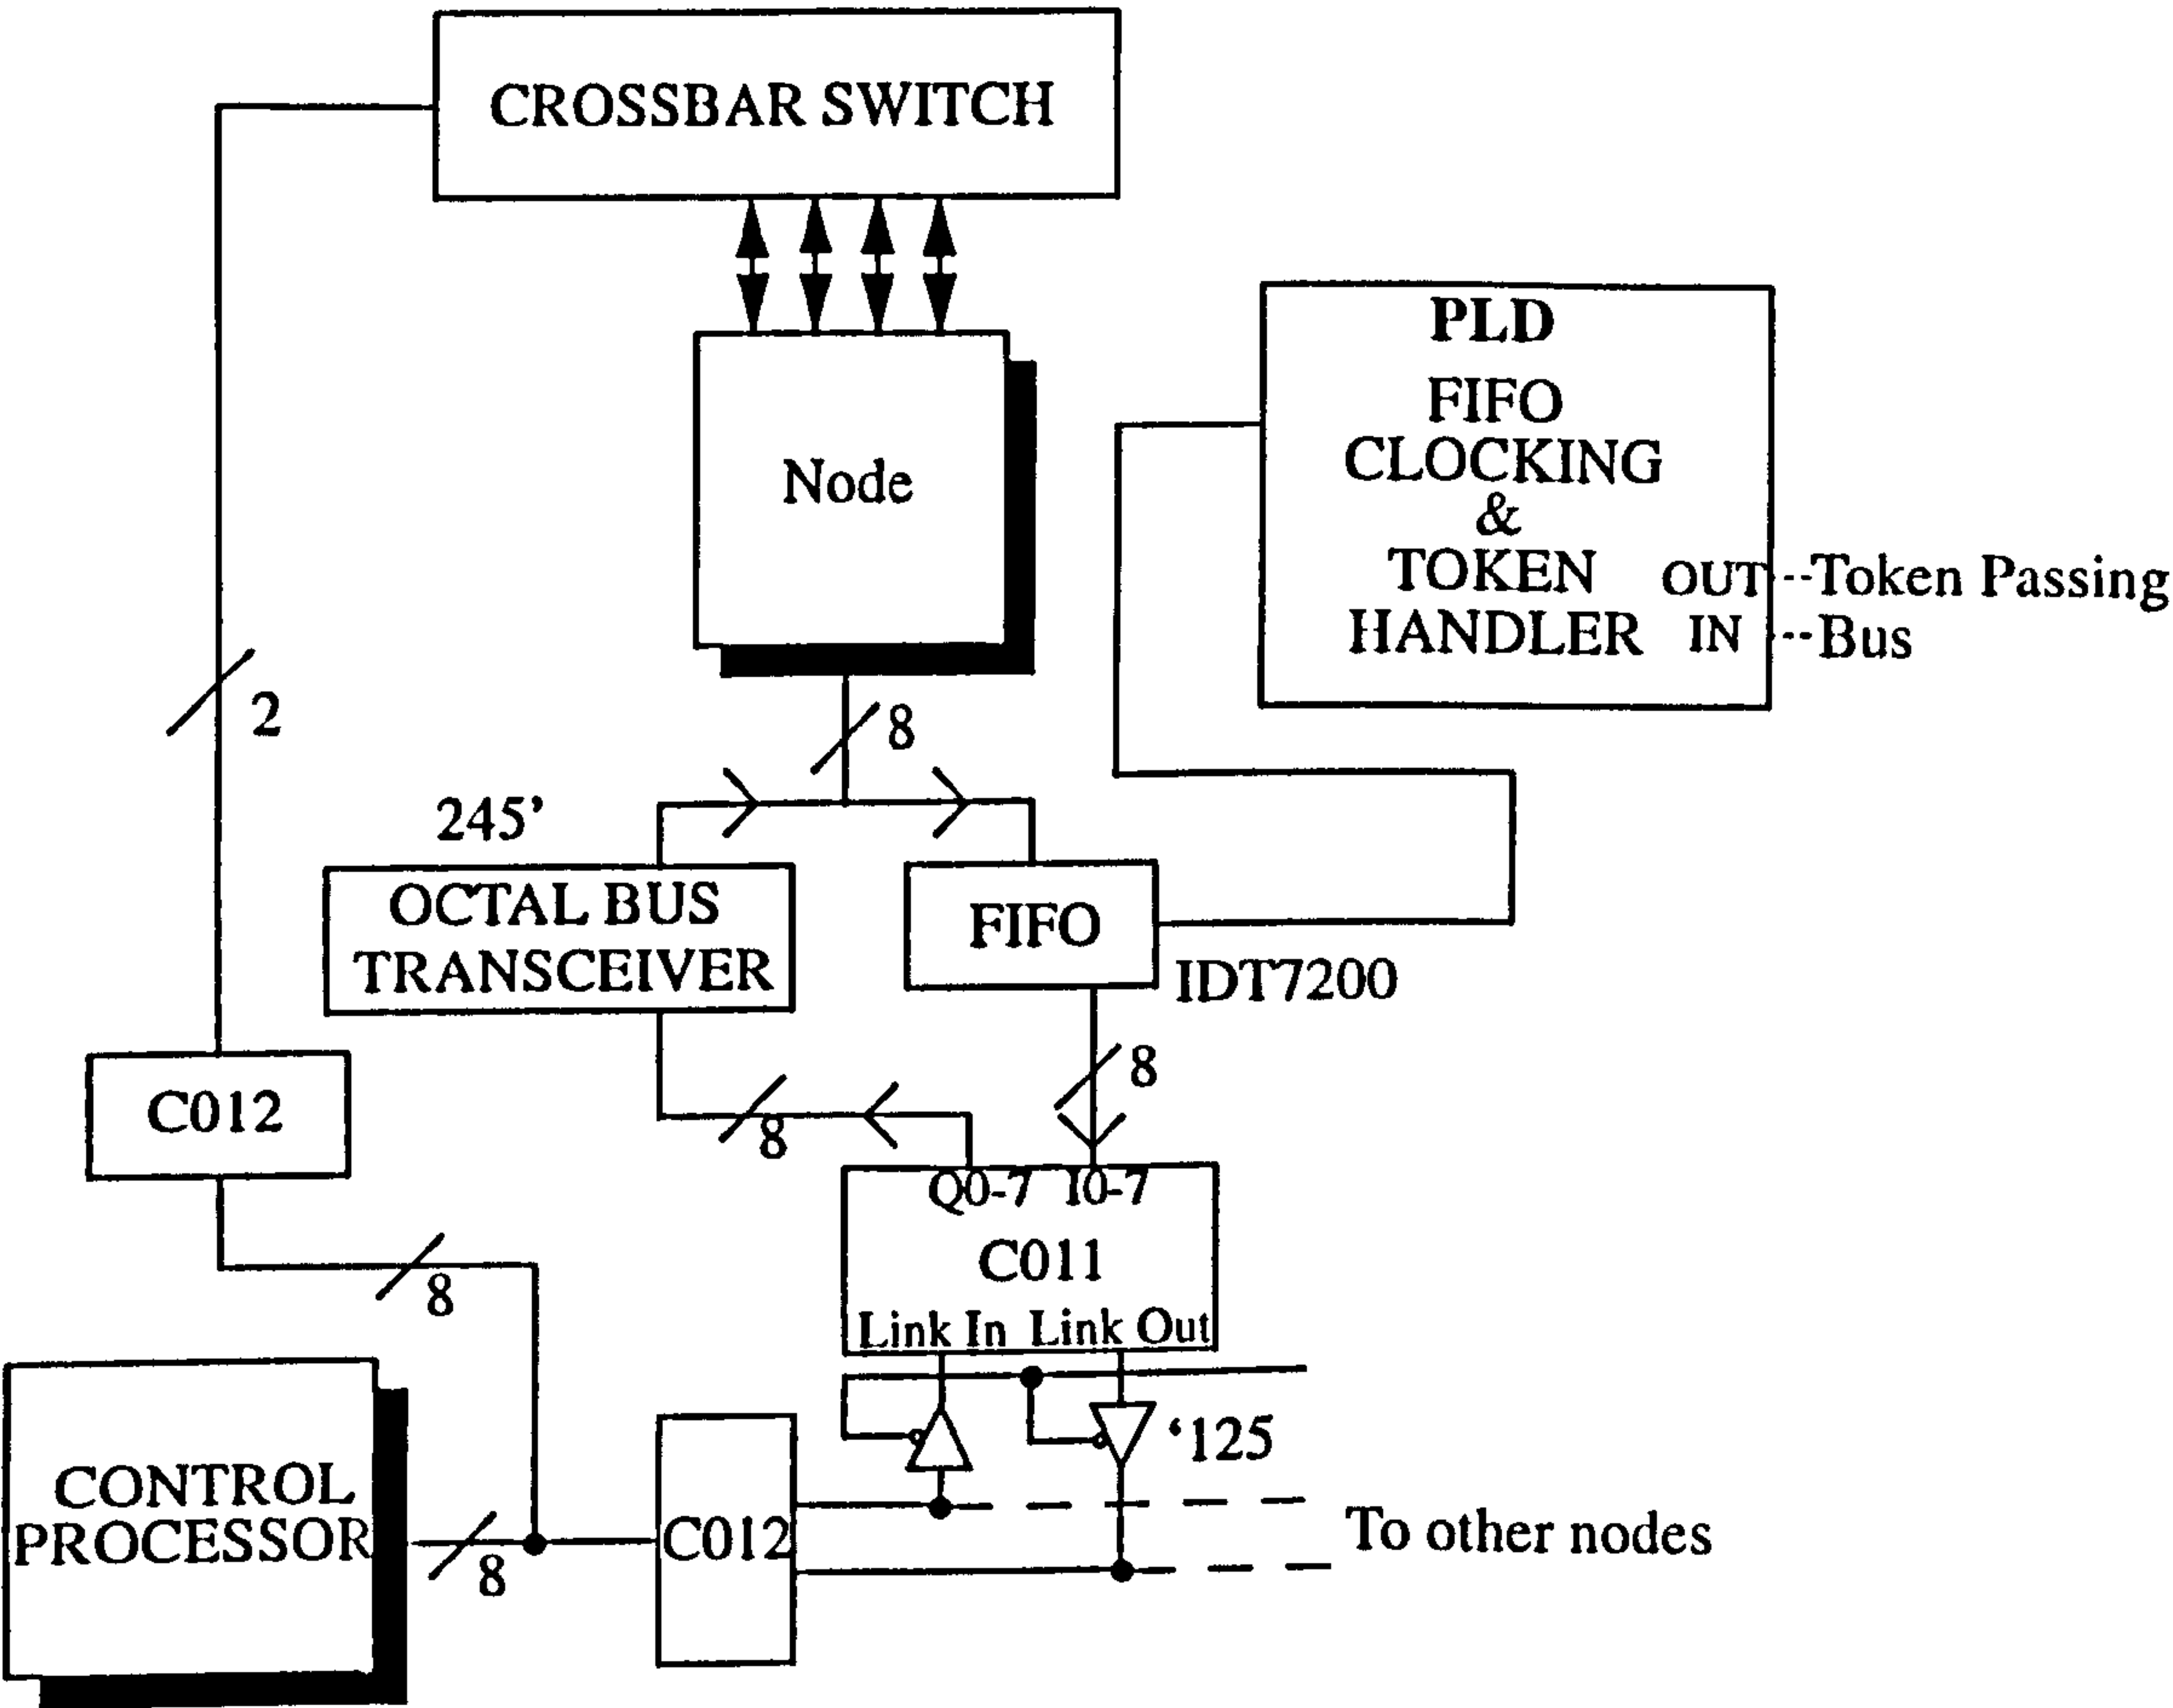 CROSSBAR SWITCH
PLD
FIFO
CLOCKING
&
TOKEN
HANDLER
OUT
IN
--Token Passing
--Bus
Node
2
8
245’
OCTAL BUS
TRANSCEIVER
FIFO
IDT7200
8
8
C012
Q0-7 I0-7
C011
Link In Link Out
8
‘125
CONTROL
PROCESSOR
8
C012
To other nodes